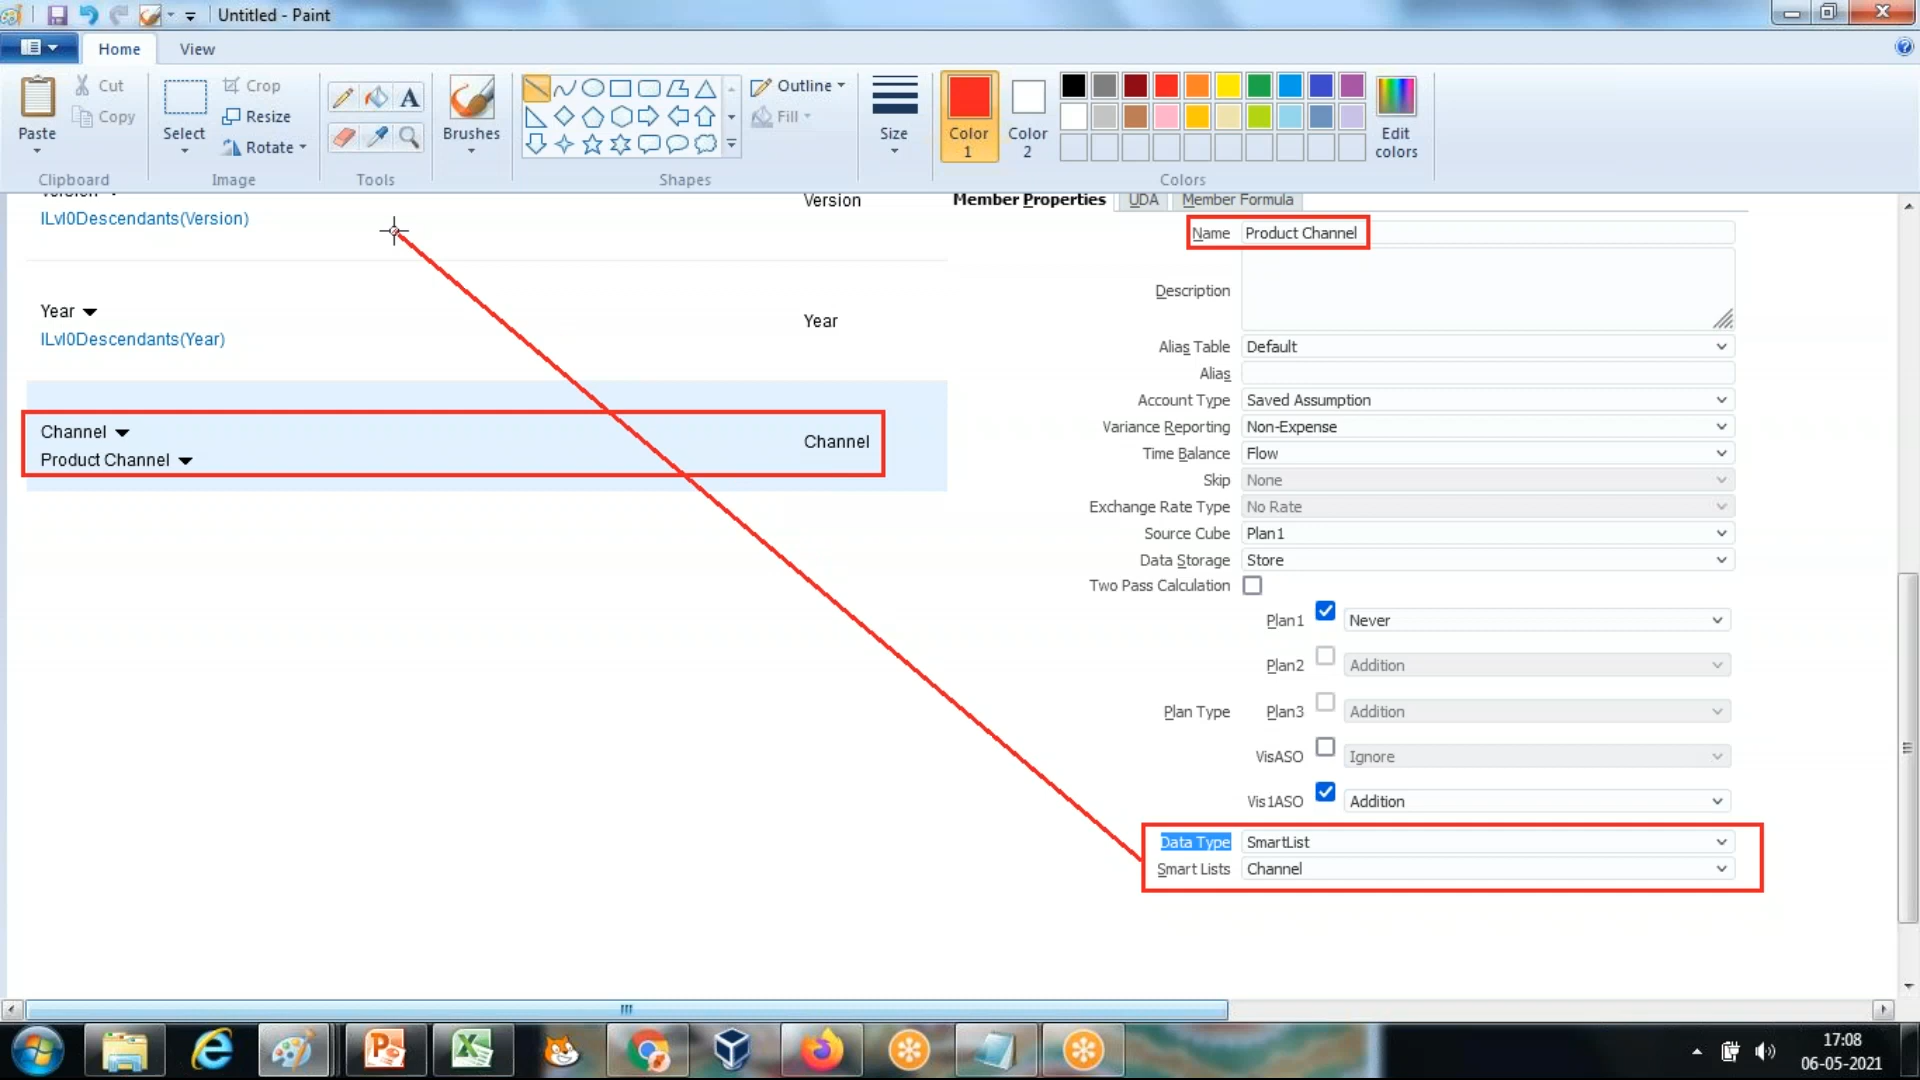 Untitled - Paint
Home View
Paste
Cut
Copy
Clipboard
Select
Crop
Resize
Rotate
Image
A
Tools
Brushes
Outline
Fill
Shapes
Size
Color 1
Color 2
Edit colors
Colors
Version
ILvl0Descendants(Version)
Version
Year
ILvl0Descendants(Year)
Year
Channel
Product Channel
Channel
Member Properties UDA Member Formula
Name Product Channel
Description
Alias Table Default
Alias
Account Type Saved Assumption
Variance Reporting Non-Expense
Time Balance Flow
Skip None
Exchange Rate Type No Rate
Source Cube Plan1
Data Storage Store
Two Pass Calculation
Plan Type
Plan1 Never
Plan2 Addition
Plan3 Addition
VisASO Ignore
Vis1ASO Addition
Data Type SmartList
Smart Lists Channel
17:08
06-05-2021